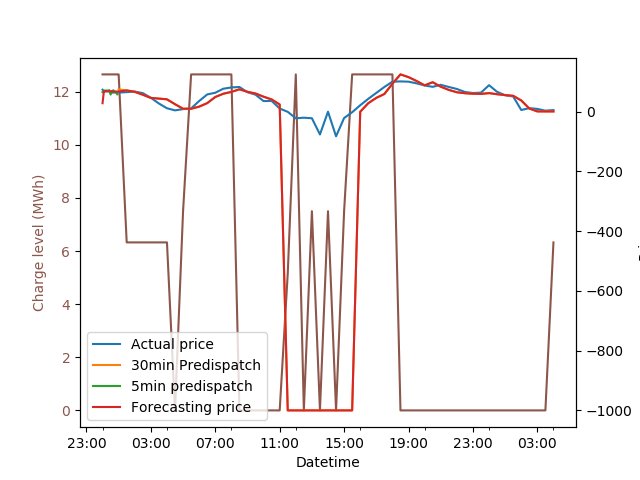 12
10
8
6
4
2
0
Charge level (MWh)
0
−200
−400
−600
−800
−1000
Actual price
30min Predispatch
5min predispatch
Forecasting price
23:00 03:00 07:00 11:00 15:00 19:00 23:00 03:00
Datetime